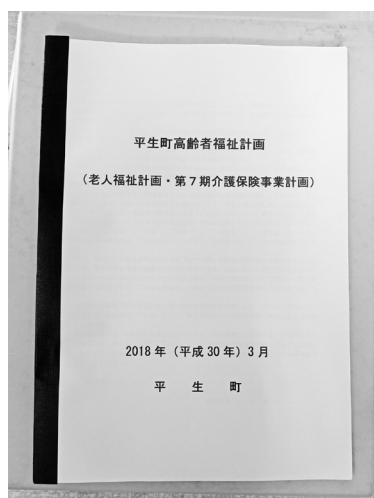 平生町高齢者福祉計画
（老人福祉計画・第７期介護保険事業計画）
2018年（平成30年）3月
平　生　町